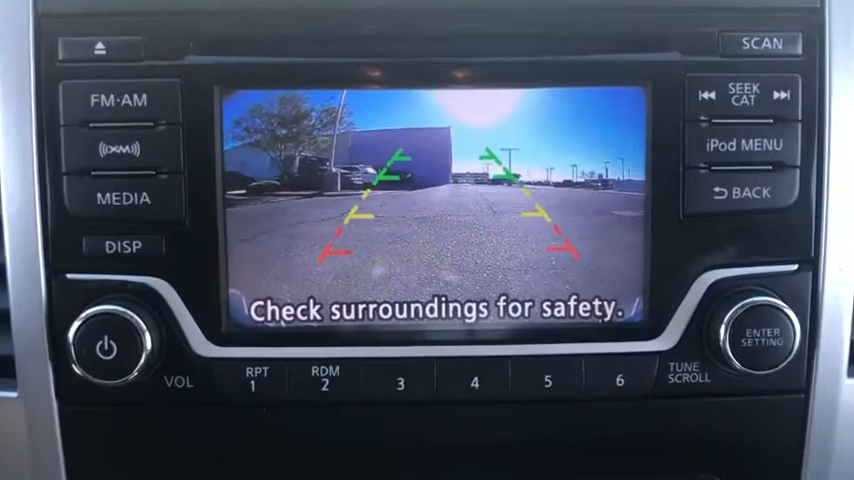 SCAN
FM·AM
SEEK
CAT
XM
iPod MENU
MEDIA
BACK
DISP
Check surroundings for safety.
ENTER
SETTING
VOL
RPT
1
RDM
2
3
4
5
6
TUNE
SCROLL